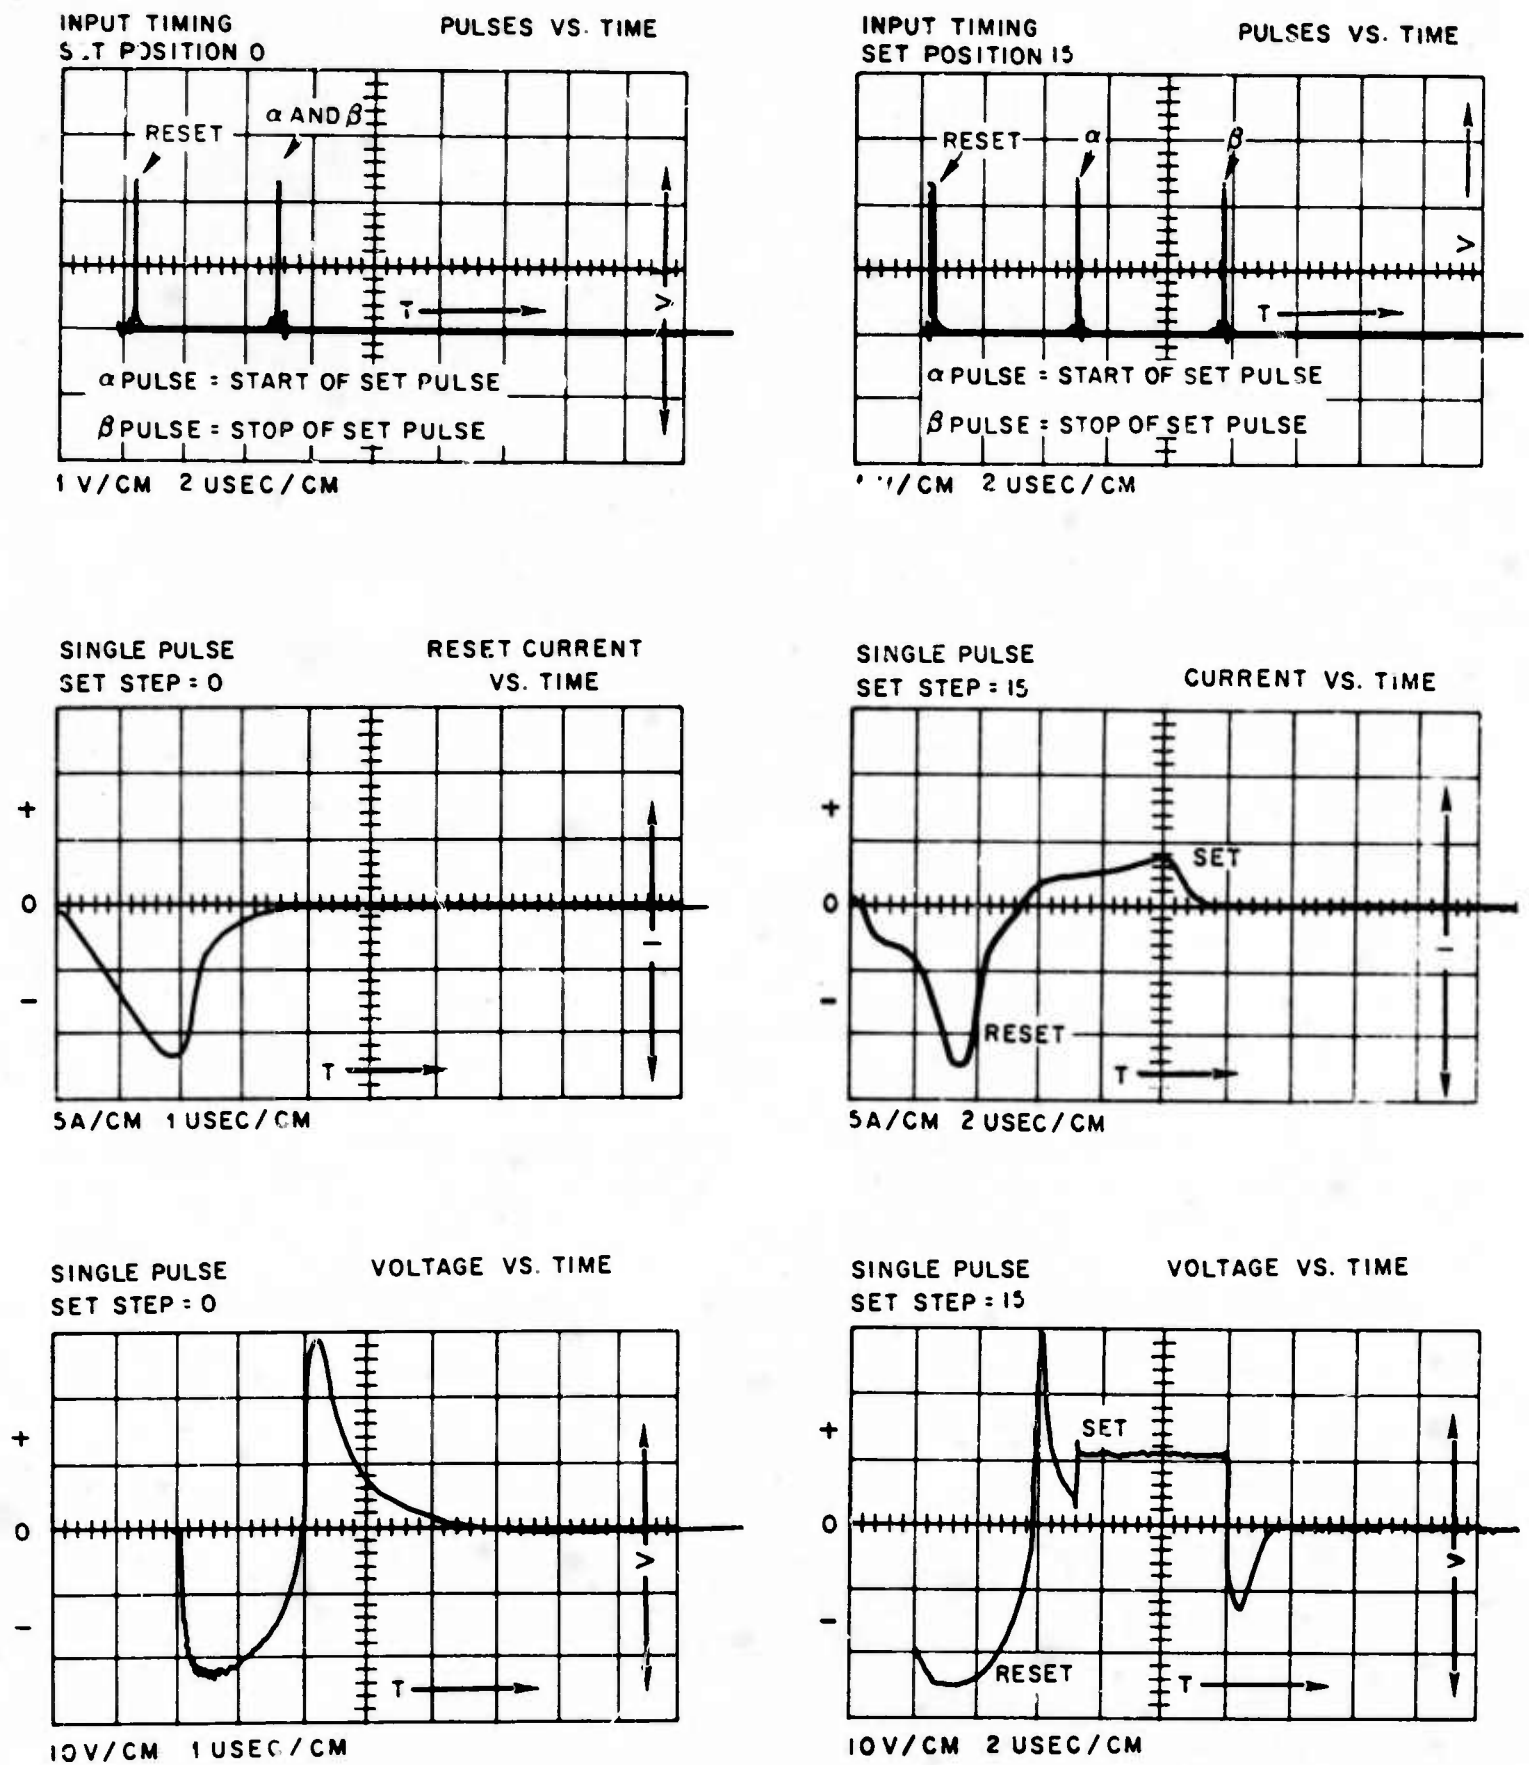 INPUT TIMING
PULSES VS. TIME
SET POSITION 0
RESET
α AND β
T
V
α PULSE = START OF SET PULSE
β PULSE = STOP OF SET PULSE
1 V/CM 2 USEC/CM
INPUT TIMING
PULSES VS. TIME
SET POSITION 15
RESET
α
β
V
T
α PULSE = START OF SET PULSE
β PULSE = STOP OF SET PULSE
V/CM 2 USEC/CM
SINGLE PULSE
RESET CURRENT
SET STEP = 0
VS. TIME
+
0
I
-
T
5A/CM 1 USEC/CM
SINGLE PULSE
SET STEP = 15
CURRENT VS. TIME
+
SET
0
I
-
RESET
T
5A/CM 2 USEC/CM
SINGLE PULSE
VOLTAGE VS. TIME
SET STEP = 0
+
0
V
-
T
10 V/CM 1 USEC/CM
SINGLE PULSE
VOLTAGE VS. TIME
SET STEP = 15
+
SET
0
V
-
RESET
T
10 V/CM 2 USEC/CM